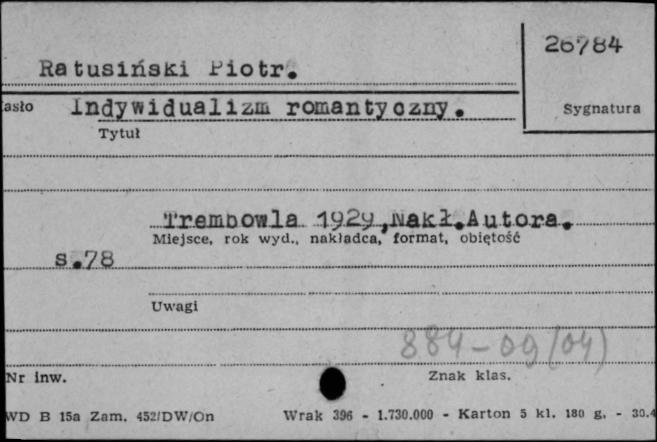 26784
Ratusiński Piotr.
asło Indywidualizm romantyczny. Sygnatura
Tytuł
Trembowla 1929,Nakł.Autora.
Miejsce, rok wyd., nakładca, format, objętość
s.78
Uwagi
884-09(04)
Nr inw. Znak klas.
WD B 15a Zam. 452/DW/On Wrak 396 - 1.730.000 - Karton 5 kl. 180 g. - 30.4